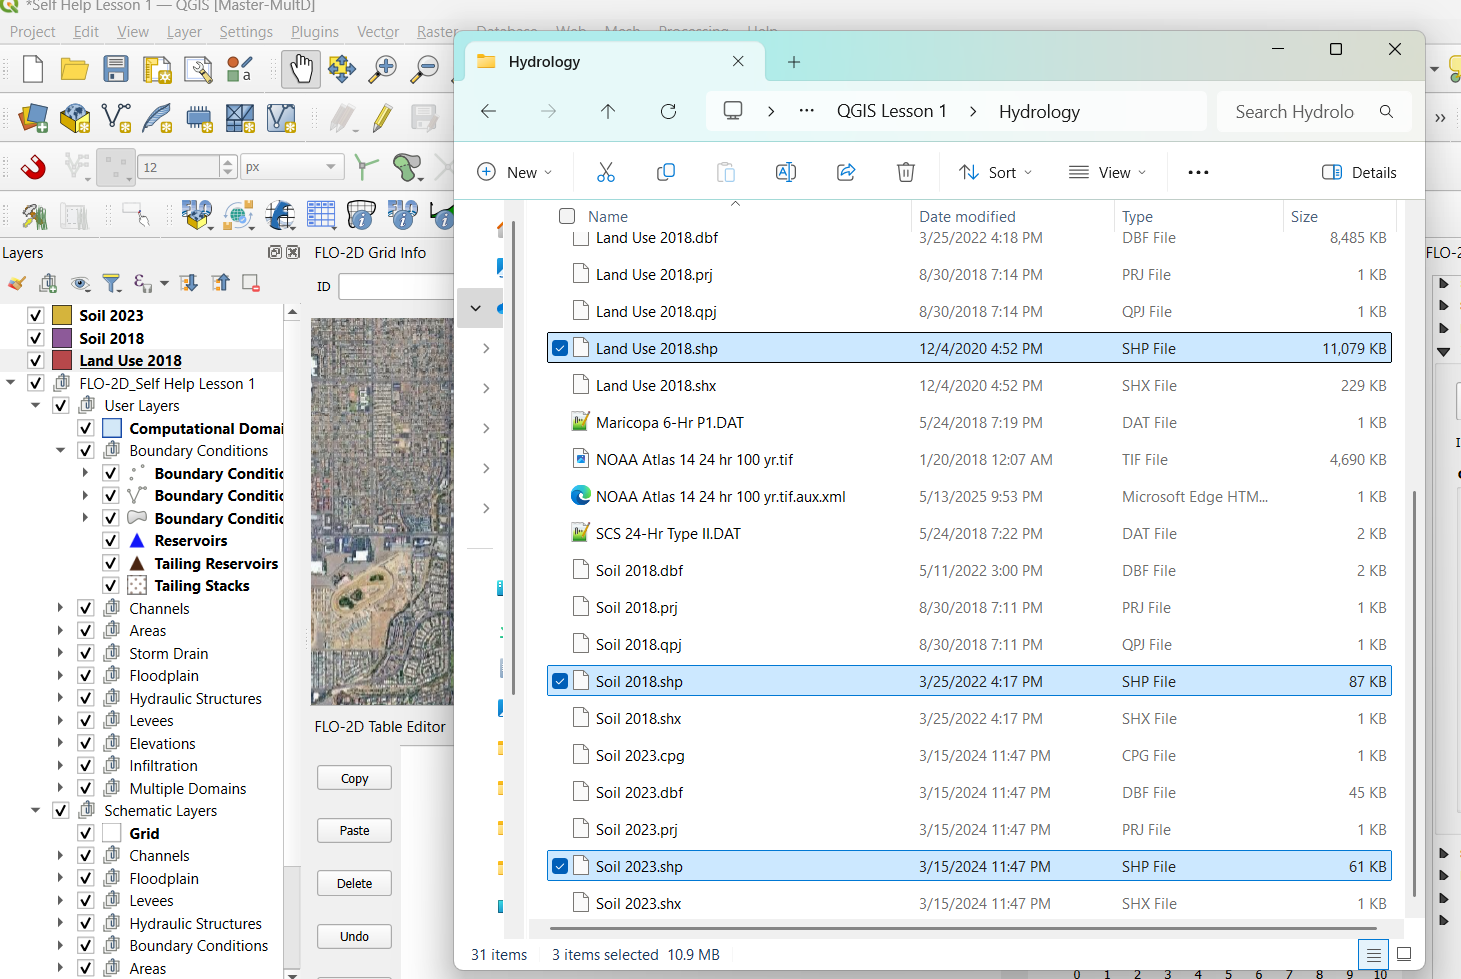 *Self Help Lesson 1 — QGIS [Master-MultD]
Project Edit View Layer Settings Plugins Vector Raster Database Web Mesh Processing Help
12 px
Layers
FLO-2D Grid Info
ID
Soil 2023
Soil 2018
Land Use 2018
FLO-2D_Self Help Lesson 1
User Layers
Computational Domai
Boundary Conditions
Boundary Conditic
Boundary Conditic
Boundary Conditic
Reservoirs
Tailing Reservoirs
Tailing Stacks
Channels
Areas
Storm Drain
Floodplain
Hydraulic Structures
Levees
Elevations
Infiltration
Multiple Domains
Schematic Layers
Grid
Channels
Floodplain
Levees
Hydraulic Structures
Boundary Conditions
Areas
FLO-2D Table Editor
Copy
Paste
Delete
Undo
Hydrology
QGIS Lesson 1 > Hydrology
Search Hydrolo
New
Sort
View
Details
Name Date modified Type Size
Land Use 2018.dbf 3/25/2022 4:18 PM DBF File 8,485 KB
Land Use 2018.prj 8/30/2018 7:14 PM PRJ File 1 KB
Land Use 2018.qpj 8/30/2018 7:14 PM QPJ File 1 KB
Land Use 2018.shp 12/4/2020 4:52 PM SHP File 11,079 KB
Land Use 2018.shx 12/4/2020 4:52 PM SHX File 229 KB
Maricopa 6-Hr P1.DAT 5/24/2018 7:19 PM DAT File 1 KB
NOAA Atlas 14 24 hr 100 yr.tif 1/20/2018 12:07 AM TIF File 4,690 KB
NOAA Atlas 14 24 hr 100 yr.tif.aux.xml 5/13/2025 9:53 PM Microsoft Edge HTM... 1 KB
SCS 24-Hr Type II.DAT 5/24/2018 7:22 PM DAT File 2 KB
Soil 2018.dbf 5/11/2022 3:00 PM DBF File 2 KB
Soil 2018.prj 8/30/2018 7:11 PM PRJ File 1 KB
Soil 2018.qpj 8/30/2018 7:11 PM QPJ File 1 KB
Soil 2018.shp 3/25/2022 4:17 PM SHP File 87 KB
Soil 2018.shx 3/25/2022 4:17 PM SHX File 1 KB
Soil 2023.cpg 3/15/2024 11:47 PM CPG File 1 KB
Soil 2023.dbf 3/15/2024 11:47 PM DBF File 45 KB
Soil 2023.prj 3/15/2024 11:47 PM PRJ File 1 KB
Soil 2023.shp 3/15/2024 11:47 PM SHP File 61 KB
Soil 2023.shx 3/15/2024 11:47 PM SHX File 1 KB
31 items 3 items selected 10.9 MB
FLO-2
0 1 2 3 4 5 6 7 8 9 10